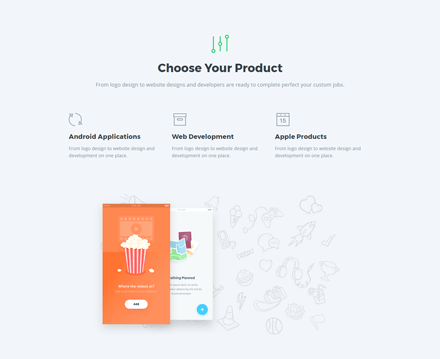 Choose Your Product
From logo design to website designs and developers are ready to complete perfect your custom jobs.
Android Applications
From logo design to website design and
development on one place.
Web Development
From logo design to website design and
development on one place.
15
Apple Products
From logo design to website design and
development on one place.
Where the videos at?
Add
Planned